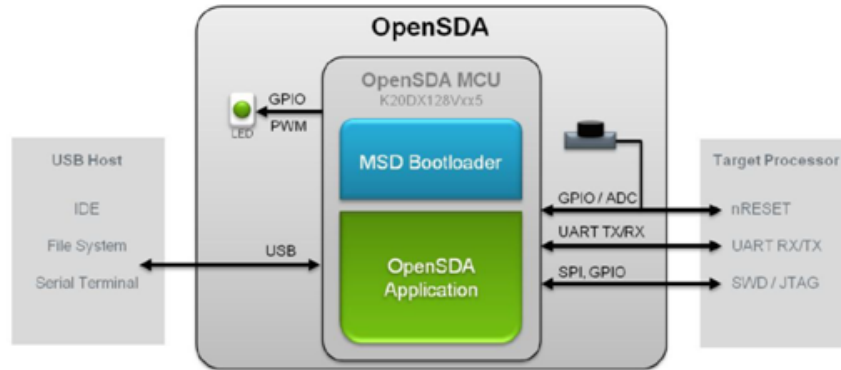 OpenSDA
OpenSDA MCU
K20DX128Vxx5
GPIO
LED
PWM
MSD Bootloader
USB Host
IDE
File System
Serial Terminal
USB
OpenSDA
Application
GPIO / ADC
UART TX/RX
SPI, GPIO
Target Processor
nRESET
UART RX/TX
SWD / JTAG